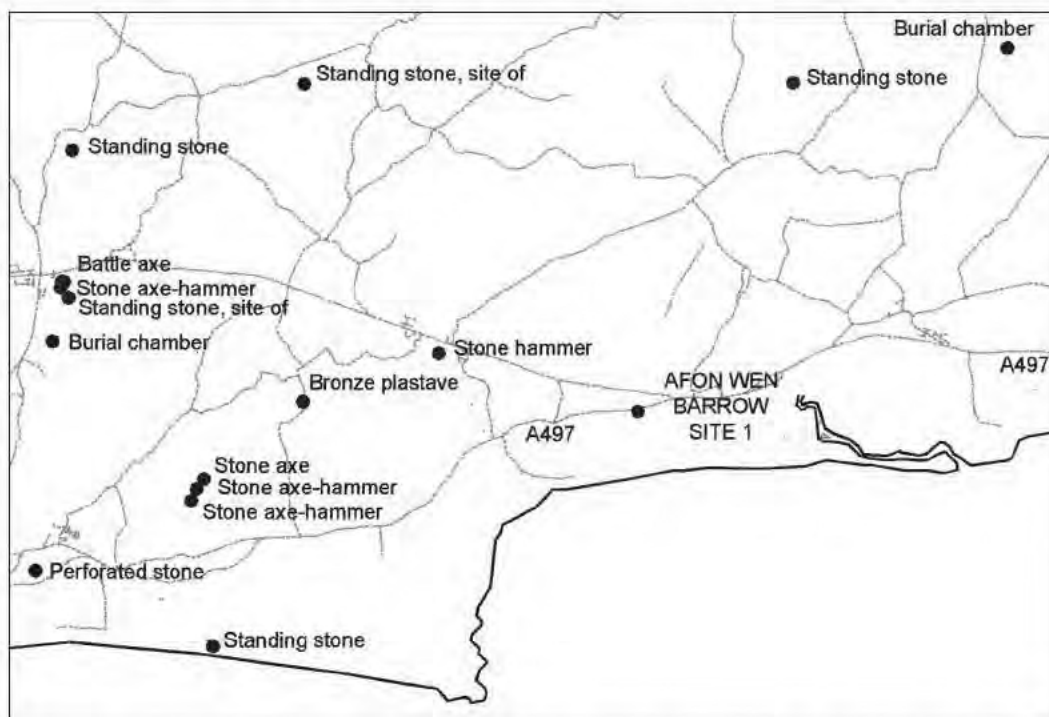 Burial chamber
Standing stone, site of
Standing stone
Standing stone
Battle axe
Stone axe-hammer
Standing stone, site of
Burial chamber
Stone hammer
A497
Bronze plastave
AFON WEN
BARROW
SITE 1
A497
Stone axe
Stone axe-hammer
Stone axe-hammer
Perforated stone
Standing stone